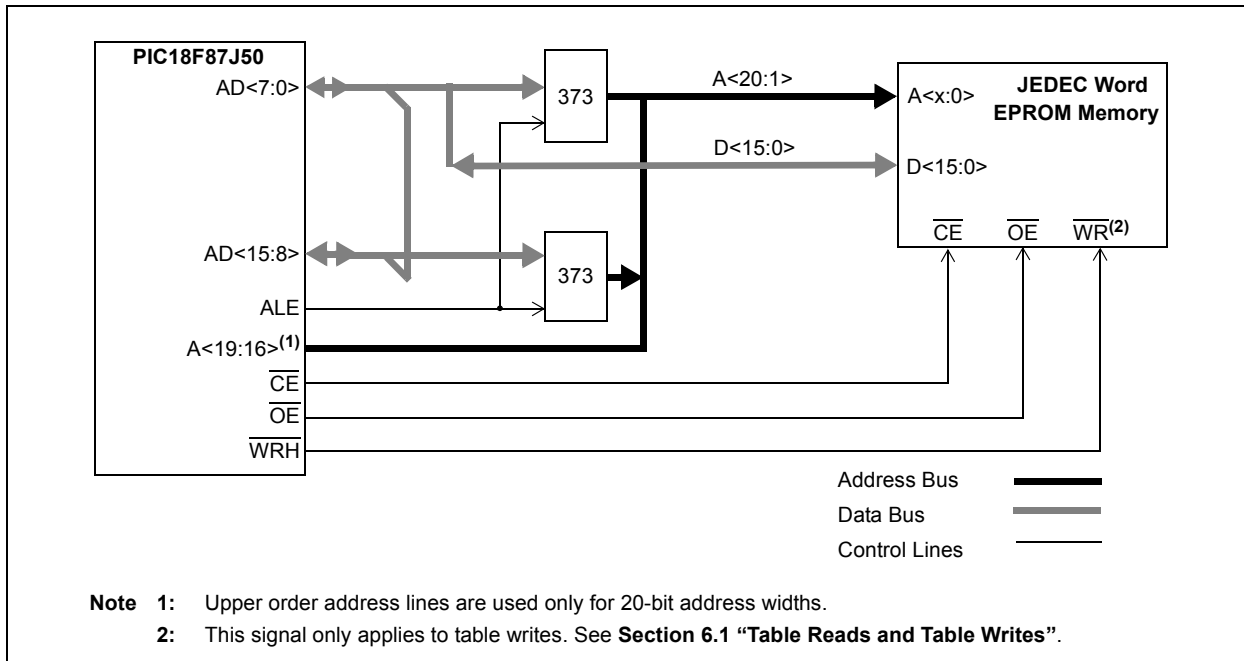 PIC18F87J50
AD<7:0>
373
A<20:1>
A<x:0>
JEDEC Word
EPROM Memory
D<15:0>
D<15:0>
CE
OE
WR(2)
AD<15:8>
373
ALE
A<19:16>(1)
CE
OE
WRH
Address Bus
Data Bus
Control Lines
Note 1: Upper order address lines are used only for 20-bit address widths.
2: This signal only applies to table writes. See Section 6.1 “Table Reads and Table Writes”.